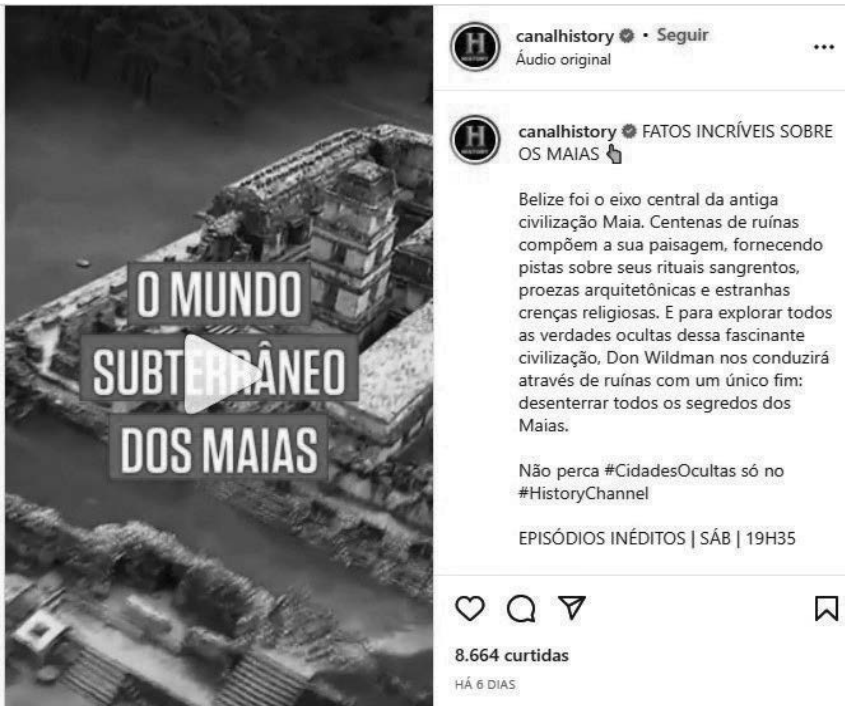 O MUNDO
SUBTERRÂNEO
DOS MAIAS
H
HISTORY
canalhistory • Seguir
Áudio original
H
HISTORY
canalhistory FATOS INCRÍVEIS SOBRE
OS MAIAS 👆
Belize foi o eixo central da antiga
civilização Maia. Centenas de ruínas
compõem a sua paisagem, fornecendo
pistas sobre seus rituais sangrentos,
proezas arquitetônicas e estranhas
crenças religiosas. E para explorar todos
as verdades ocultas dessa fascinante
civilização, Don Wildman nos conduzirá
através de ruínas com um único fim:
desenterrar todos os segredos dos
Maias.
Não perca #CidadesOcultas só no
#HistoryChannel
EPISÓDIOS INÉDITOS | SÁB | 19H35
8.664 curtidas
HÁ 6 DIAS